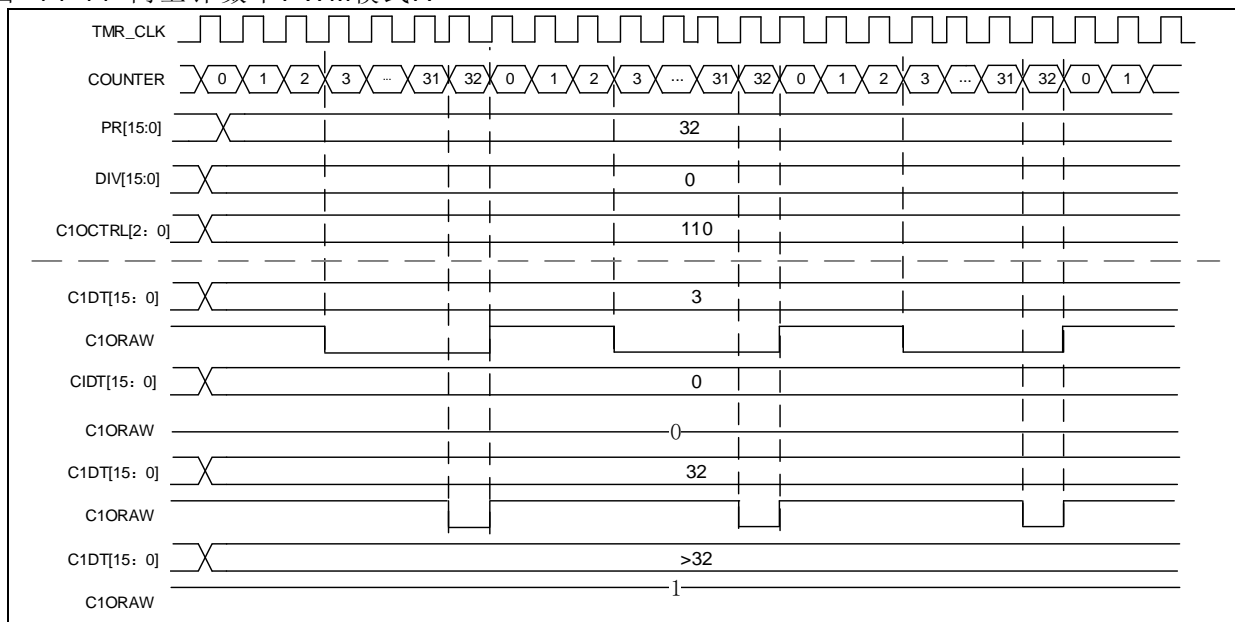 TMR_CLK
COUNTER 0 1 2 3 ... 31 32 0 1 2 3 ... 31 32 0 1 2 3 ... 31 32 0 1
PR[15:0] 32
DIV[15:0] 0
C1OCTRL[2：0] 110
C1DT[15：0] 3
C1ORAW
CIDT[15：0] 0
C1ORAW 0
C1DT[15：0] 32
C1ORAW
C1DT[15：0] >32
C1ORAW 1